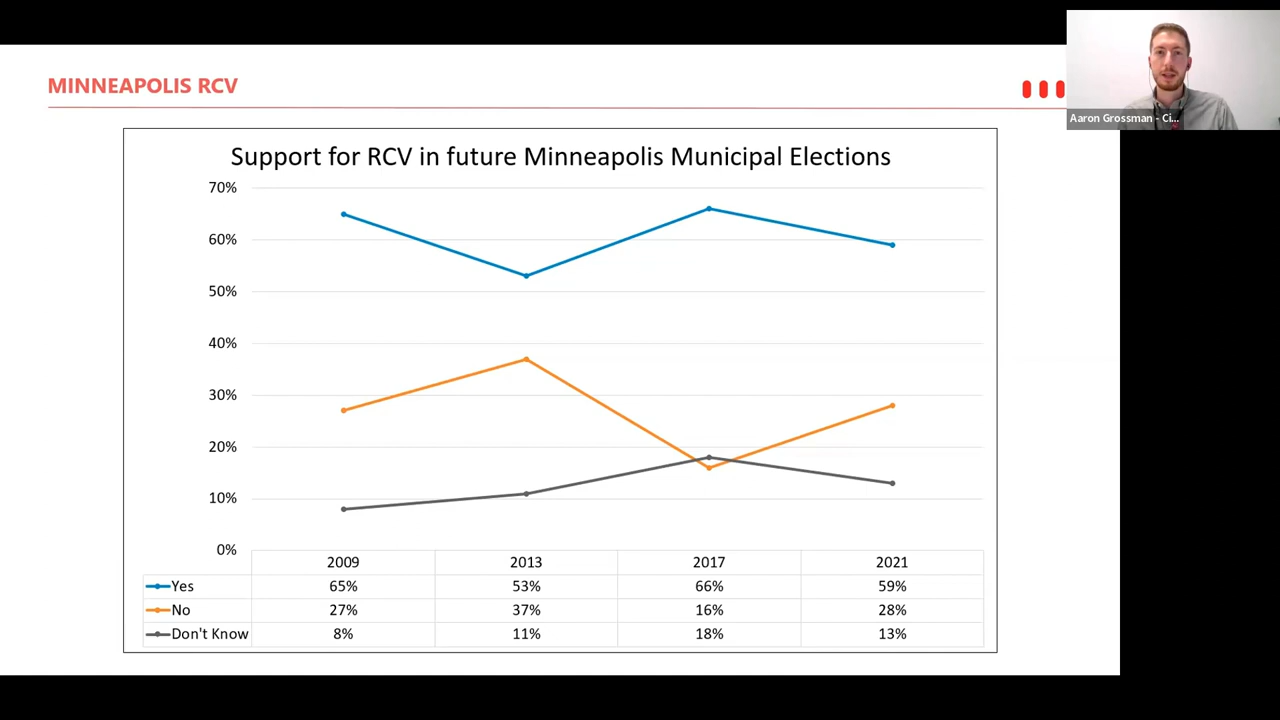 MINNEAPOLIS RCV
Aaron Grossman - Ci...
Support for RCV in future Minneapolis Municipal Elections
70%
60%
50%
40%
30%
20%
10%
0%
2009 2013 2017 2021
Yes 65% 53% 66% 59%
No 27% 37% 16% 28%
Don't Know 8% 11% 18% 13%